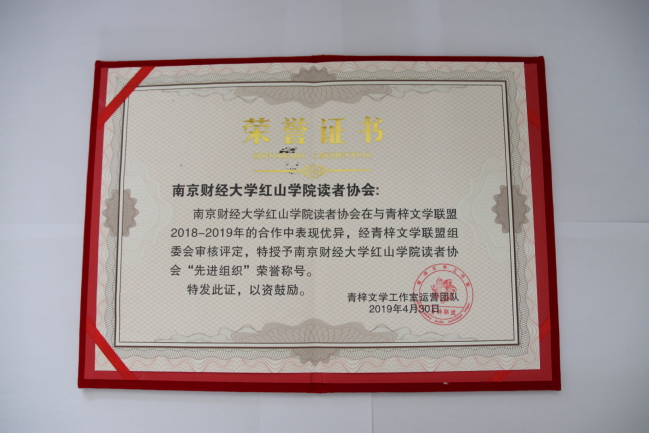 荣誉证书
南京财经大学红山学院读者协会:
南京财经大学红山学院读者协会在与青梓文学联盟
2018-2019年的合作中表现优异，经青梓文学联盟组
委会审核评定，特授予南京财经大学红山学院读者协
会“先进组织”荣誉称号。
特发此证，以资鼓励。
青梓文学工作室运营团队
2019年4月30日